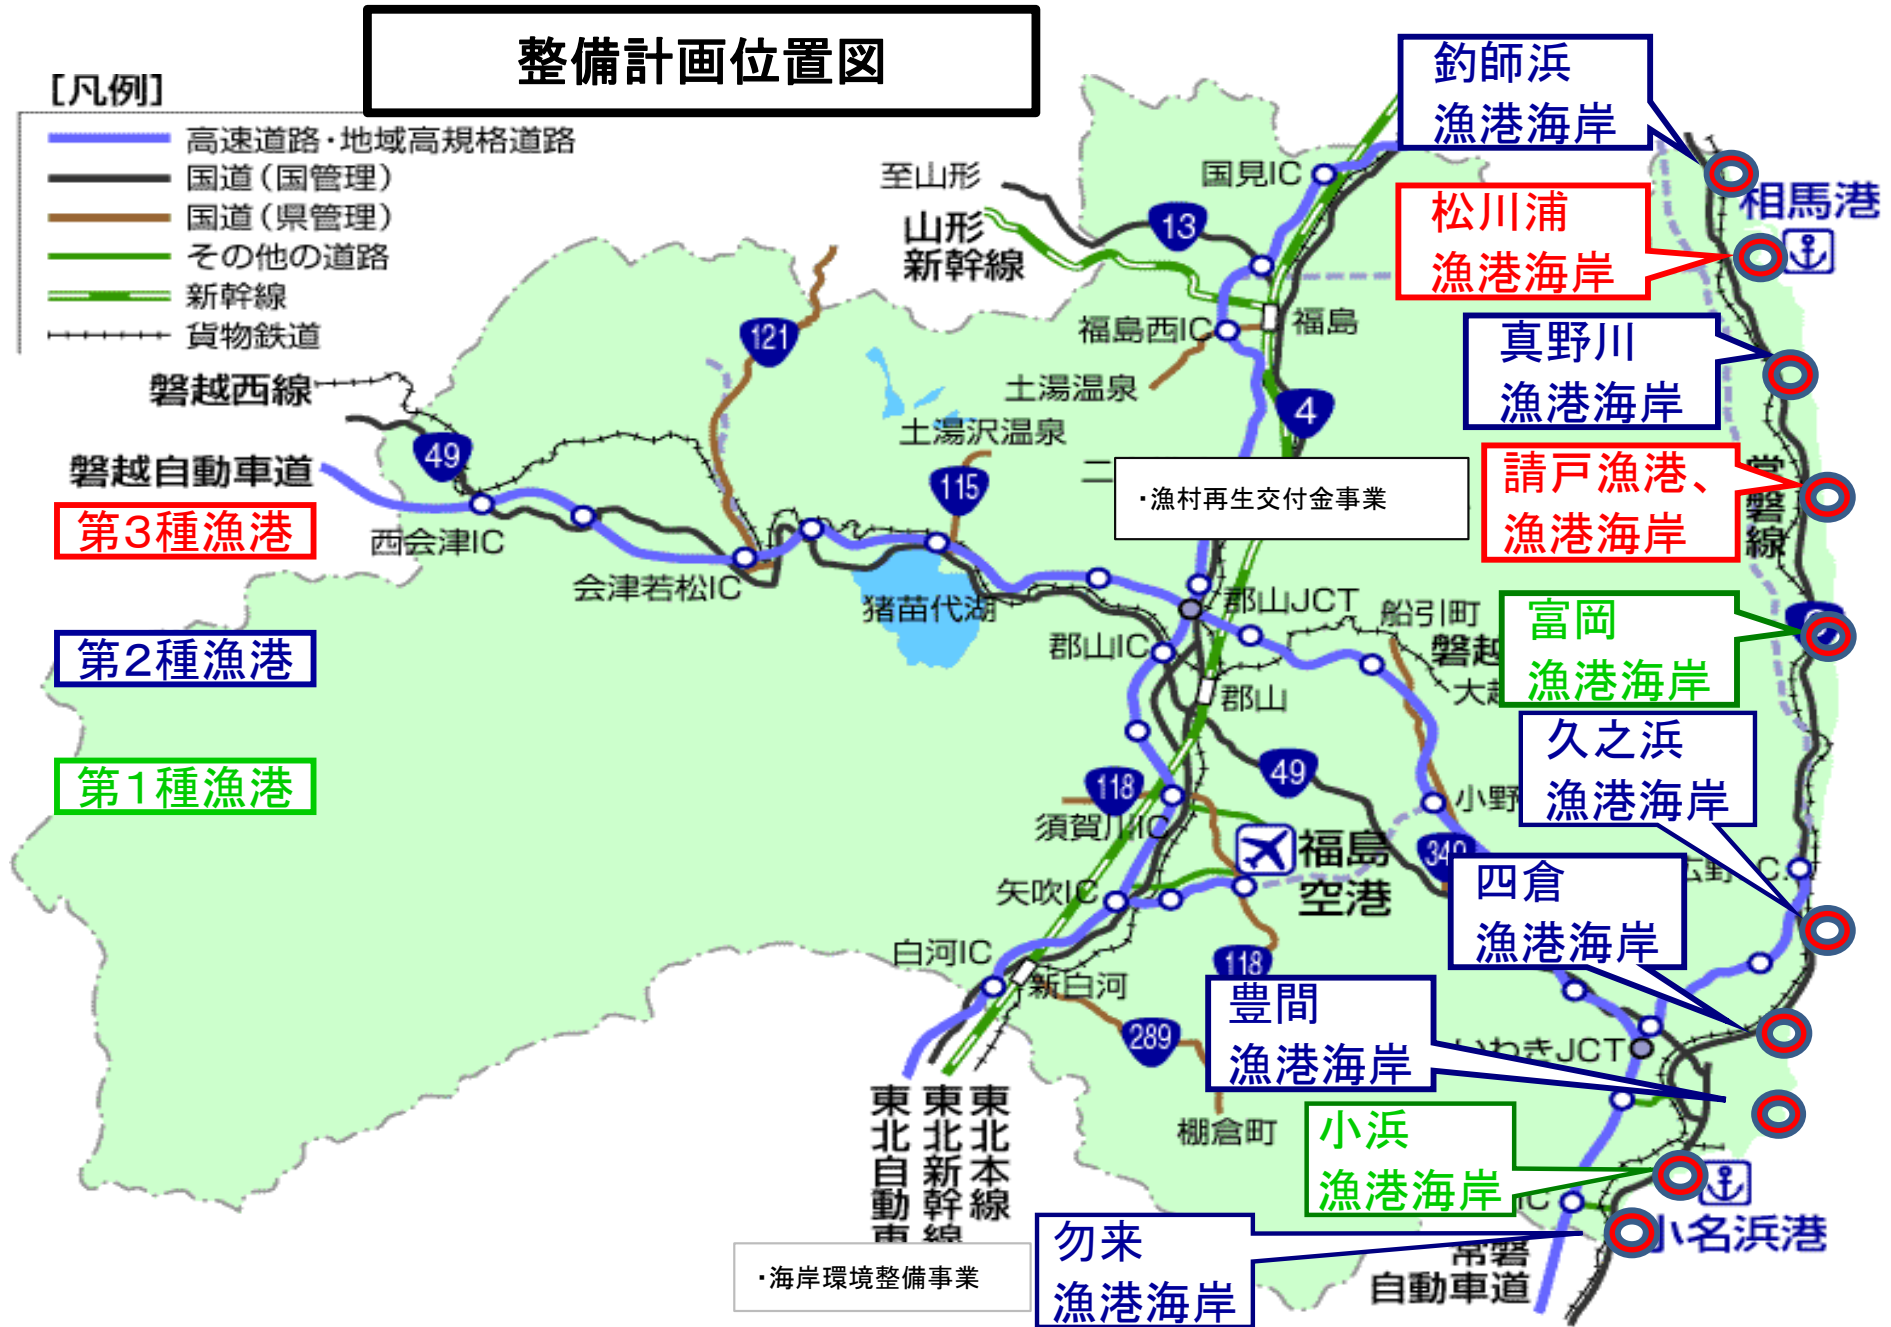 整備計画位置図
[凡例]
高速道路・地域高規格道路
国道（国管理）
国道（県管理）
その他の道路
新幹線
貨物鉄道
釣師浜
漁港海岸
松川浦
漁港海岸
相馬港
真野川
漁港海岸
請戸漁港、
漁港海岸
常磐線
富岡
漁港海岸
久之浜
漁港海岸
四倉
漁港海岸
豊間
漁港海岸
小浜
漁港海岸
勿来
漁港海岸
小名浜港
常磐
自動車道
至山形
山形
新幹線
13
国見IC
福島西IC
福島
土湯温泉
4
121
磐越西線
49
磐越自動車道
西会津IC
会津若松IC
土湯沢温泉
115
二
・漁村再生交付金事業
猪苗代湖
郡山JCT
船引町
郡山IC
郡山
磐越
大越
49
118
須賀川IC
福島
空港
小野
349
広野IC
矢吹IC
白河IC
新白河
118
289
棚倉町
いわきJCT
IC
東北自動車
東北新幹線
東北本線
・海岸環境整備事業
第3種漁港
第2種漁港
第1種漁港